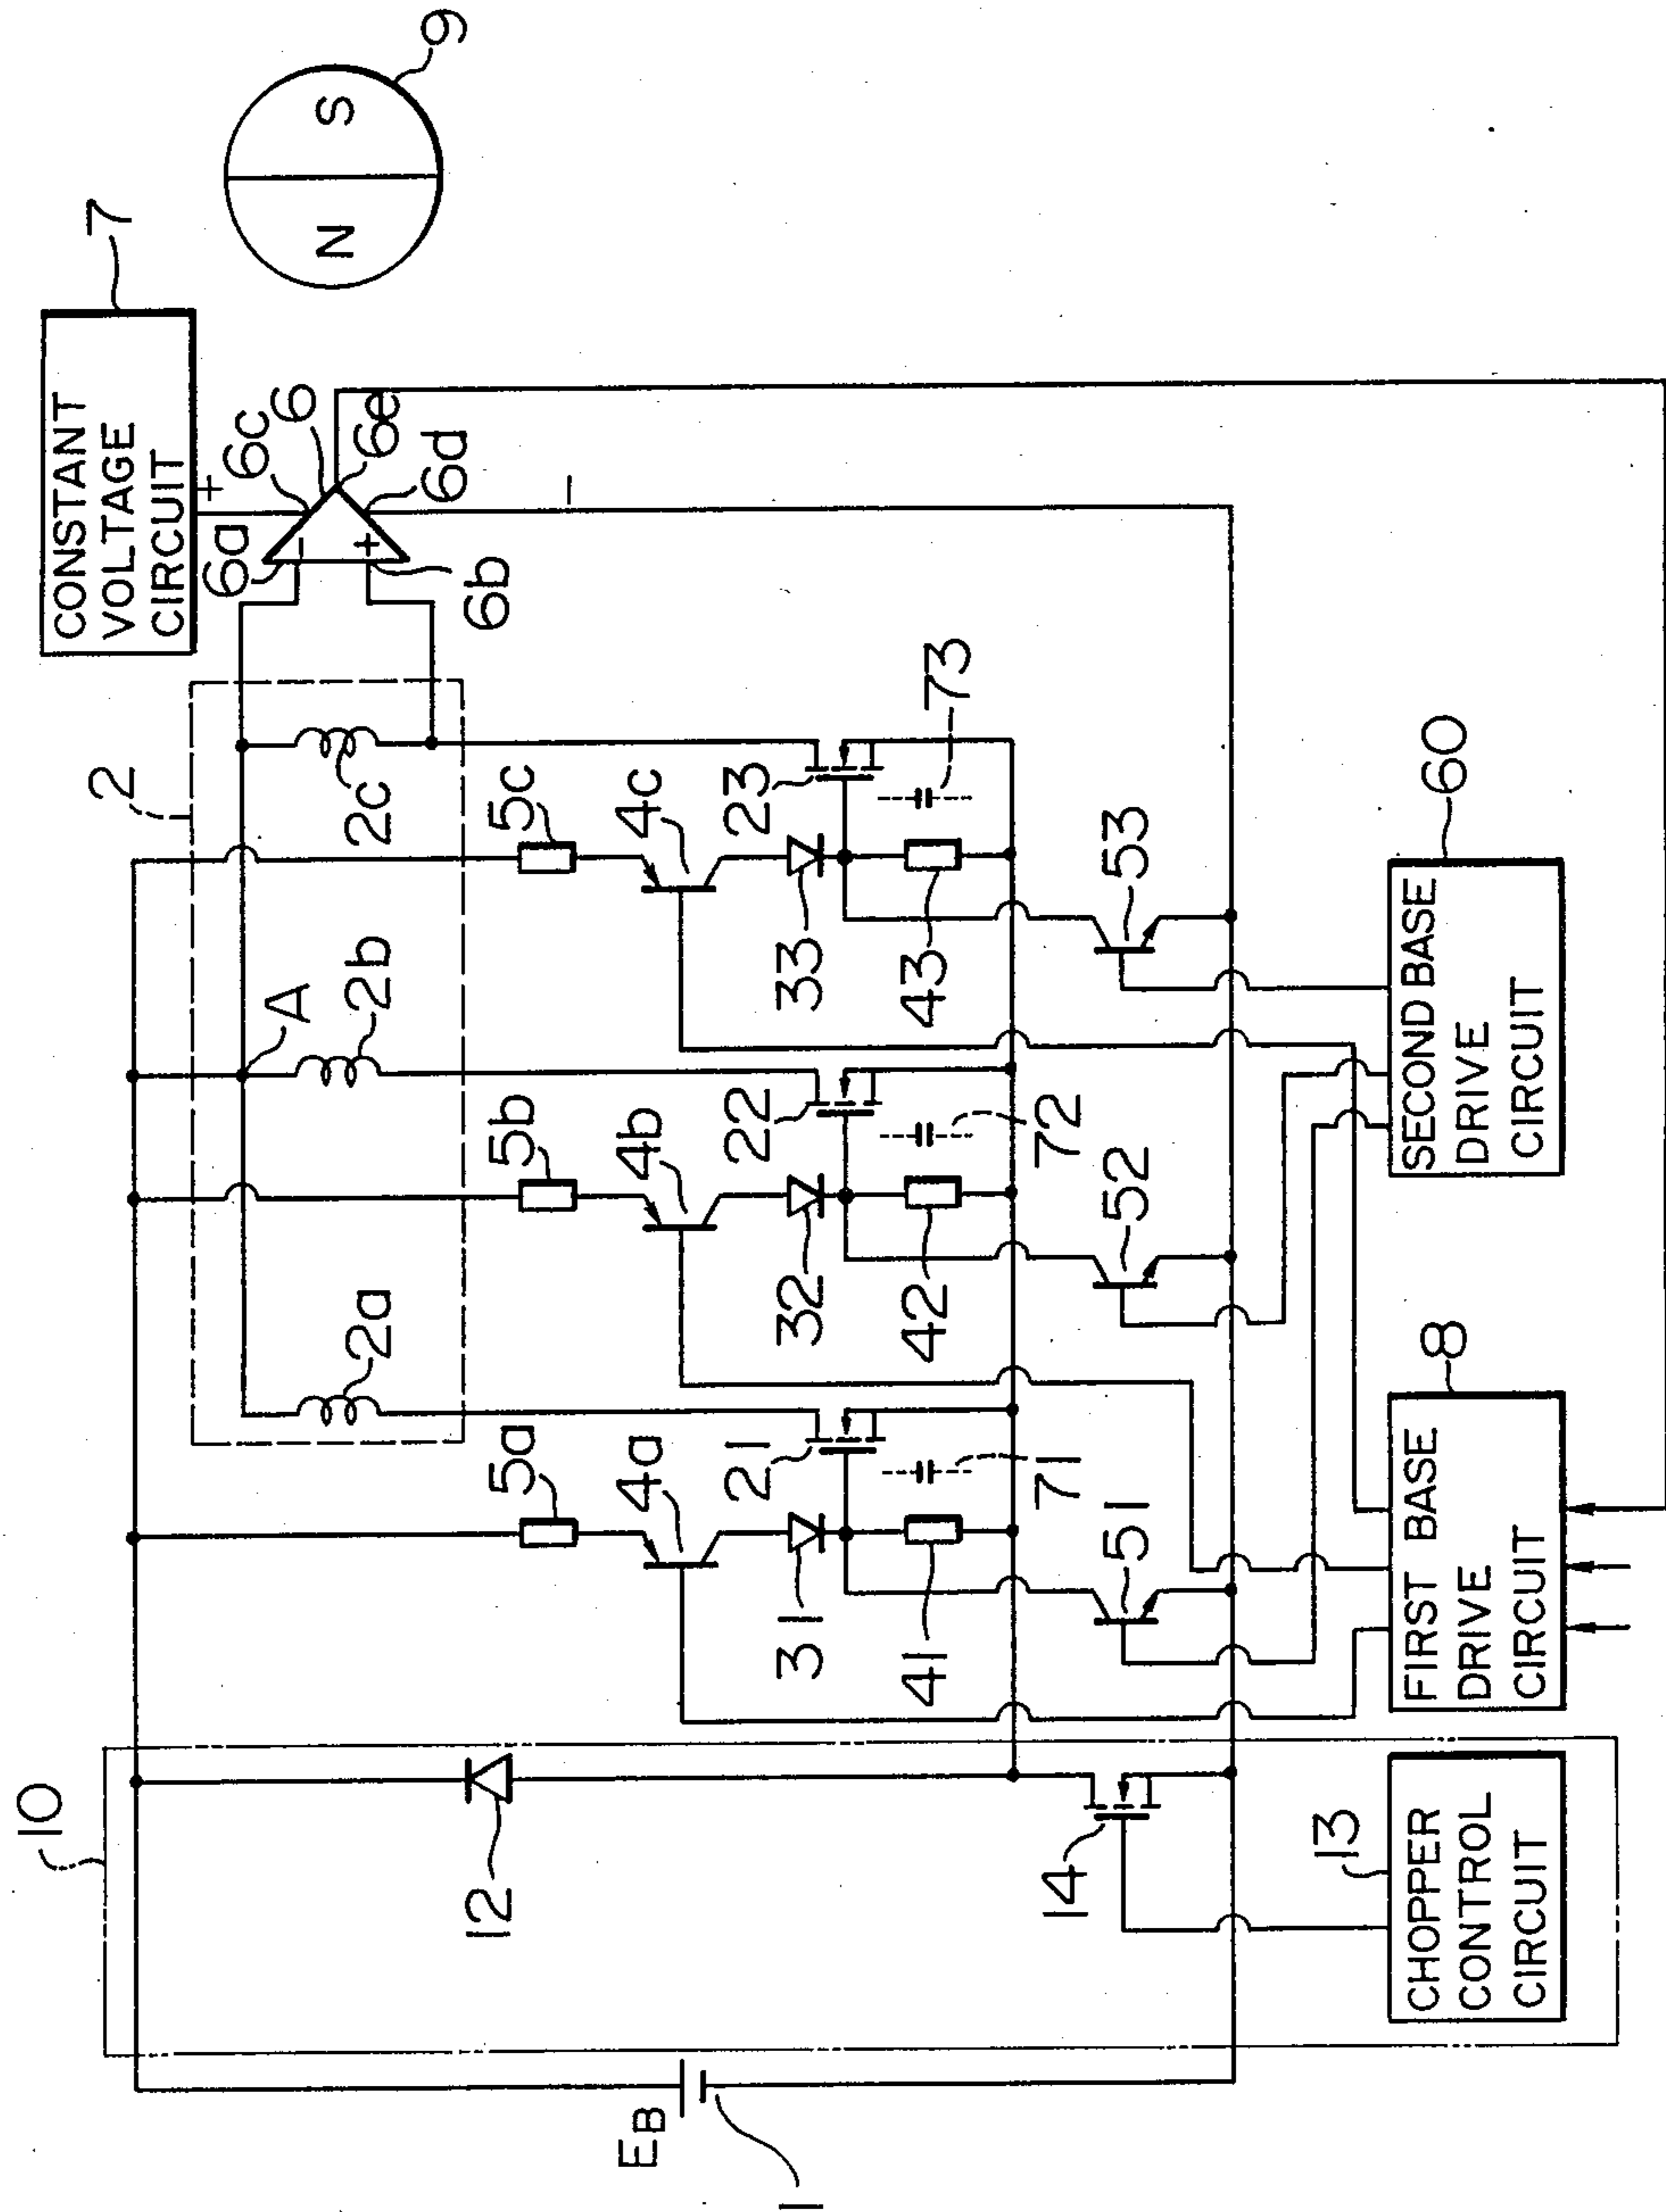 10
2
7
CONSTANT
VOLTAGE
CIRCUIT
+
6c
6
6a
6e
6d
6b
−
+
−
N
S
9
A
2a
2b
2c
5a
5b
5c
4a
4b
4c
12
21
22
23
31
32
33
41
42
43
71
72
73
EB
1
14
51
52
53
13
8
60
CHOPPER
CONTROL
CIRCUIT
FIRST BASE
DRIVE
CIRCUIT
SECOND BASE
DRIVE
CIRCUIT